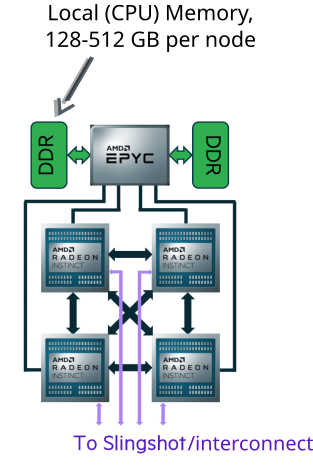 Local (CPU) Memory,
128-512 GB per node
DDR
AMD
EPYC
DDR
AMD
RADEON
INSTINCT
AMD
RADEON
INSTINCT
AMD
RADEON
INSTINCT
AMD
RADEON
INSTINCT
To Slingshot/interconnect